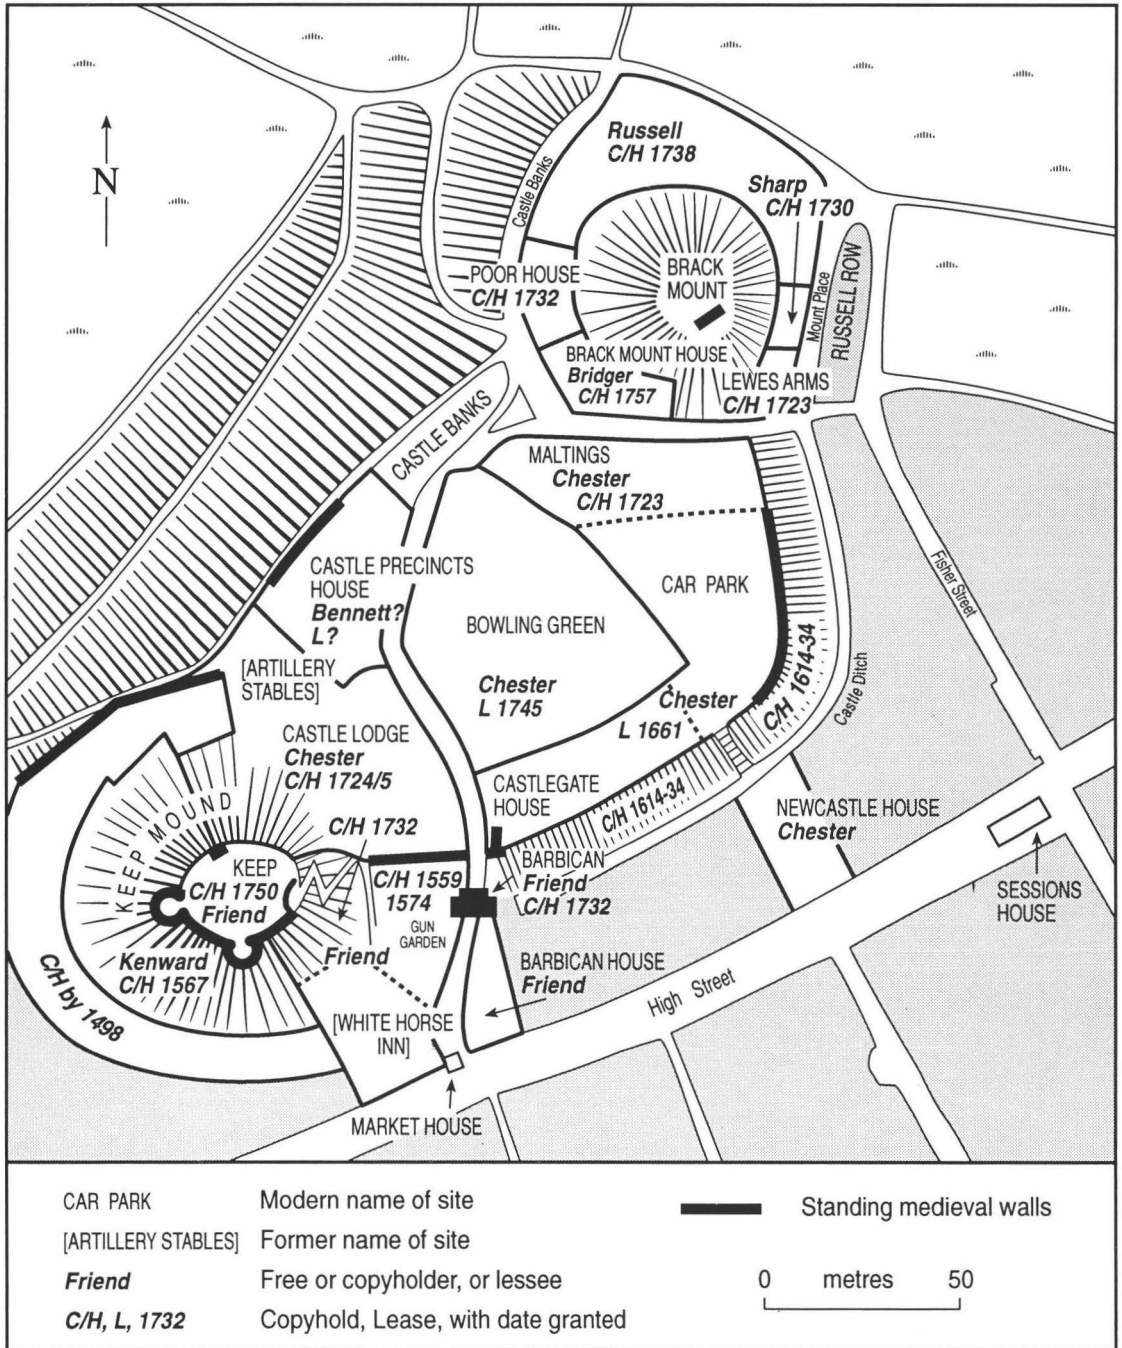 N
Russell
C/H 1738
Castle Banks
Sharp
C/H 1730
POOR HOUSE
C/H 1732
BRACK
MOUNT
Mount Place
RUSSELL ROW
BRACK MOUNT HOUSE
Bridger
C/H 1757
LEWES ARMS
C/H 1723
CASTLE BANKS
MALTINGS
Chester
C/H 1723
CASTLE PRECINCTS
HOUSE
Bennett?
L?
CAR PARK
Fisher Street
BOWLING GREEN
[ARTILLERY
STABLES]
Chester
L 1745
Chester
L 1661
C/H 1614-34
Castle Ditch
CASTLE LODGE
Chester
C/H 1724/5
CASTLEGATE
HOUSE
C/H 1614-34
NEWCASTLE HOUSE
Chester
KEEP MOUND
C/H 1732
KEEP
C/H 1750
Friend
C/H 1559
1574
GUN
GARDEN
BARBICAN
Friend
C/H 1732
SESSIONS
HOUSE
Kenward
C/H 1567
Friend
BARBICAN HOUSE
Friend
High Street
C/H by 1498
[WHITE HORSE
INN]
MARKET HOUSE
CAR PARK Modern name of site
[ARTILLERY STABLES] Former name of site
Friend Free or copyholder, or lessee
C/H, L, 1732 Copyhold, Lease, with date granted
Standing medieval walls
0 metres 50